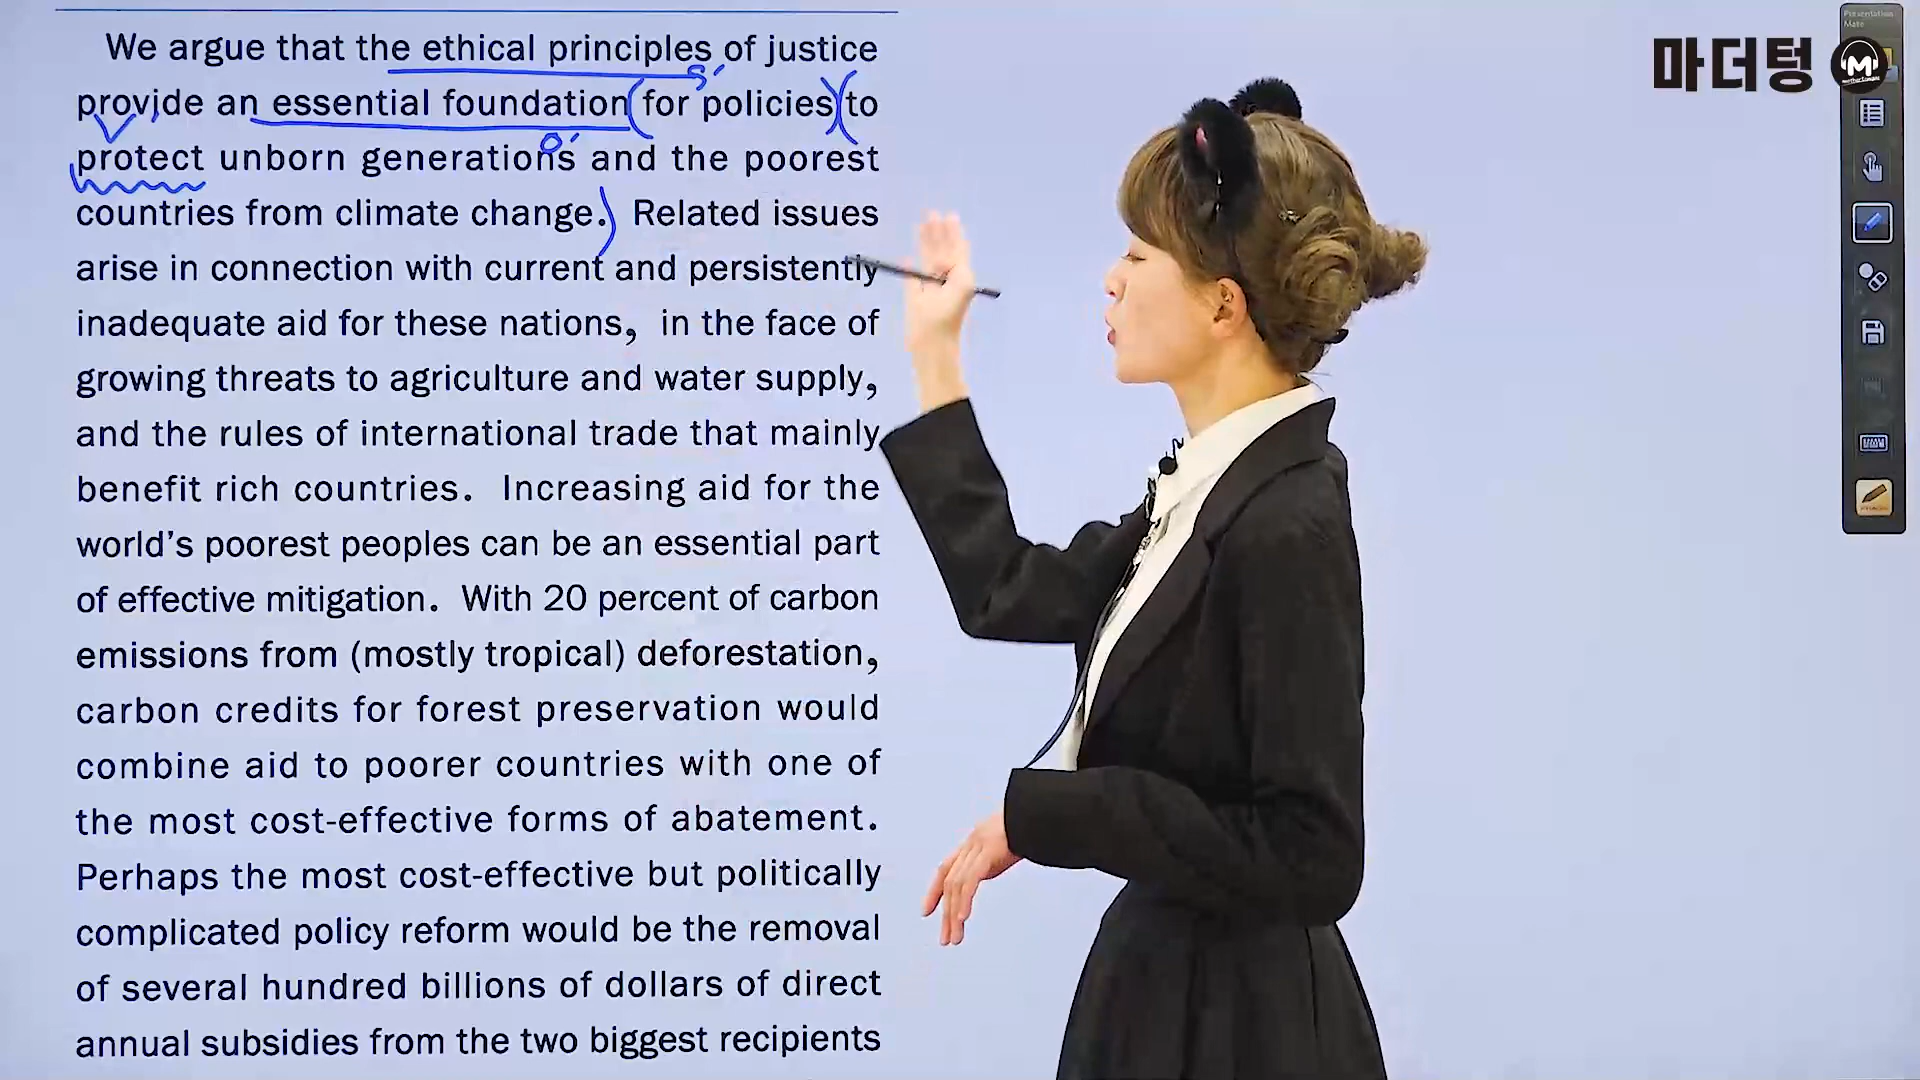 We argue that the ethical principles of justice
provide an essential foundation for policies to
protect unborn generations and the poorest
countries from climate change. Related issues
arise in connection with current and persistently
inadequate aid for these nations, in the face of
growing threats to agriculture and water supply,
and the rules of international trade that mainly
benefit rich countries. Increasing aid for the
world's poorest peoples can be an essential part
of effective mitigation. With 20 percent of carbon
emissions from (mostly tropical) deforestation,
carbon credits for forest preservation would
combine aid to poorer countries with one of
the most cost-effective forms of abatement.
Perhaps the most cost-effective but politically
complicated policy reform would be the removal
of several hundred billions of dollars of direct
annual subsidies from the two biggest recipients
s'
v'
o'
마더텅
M
Presentation
Mate